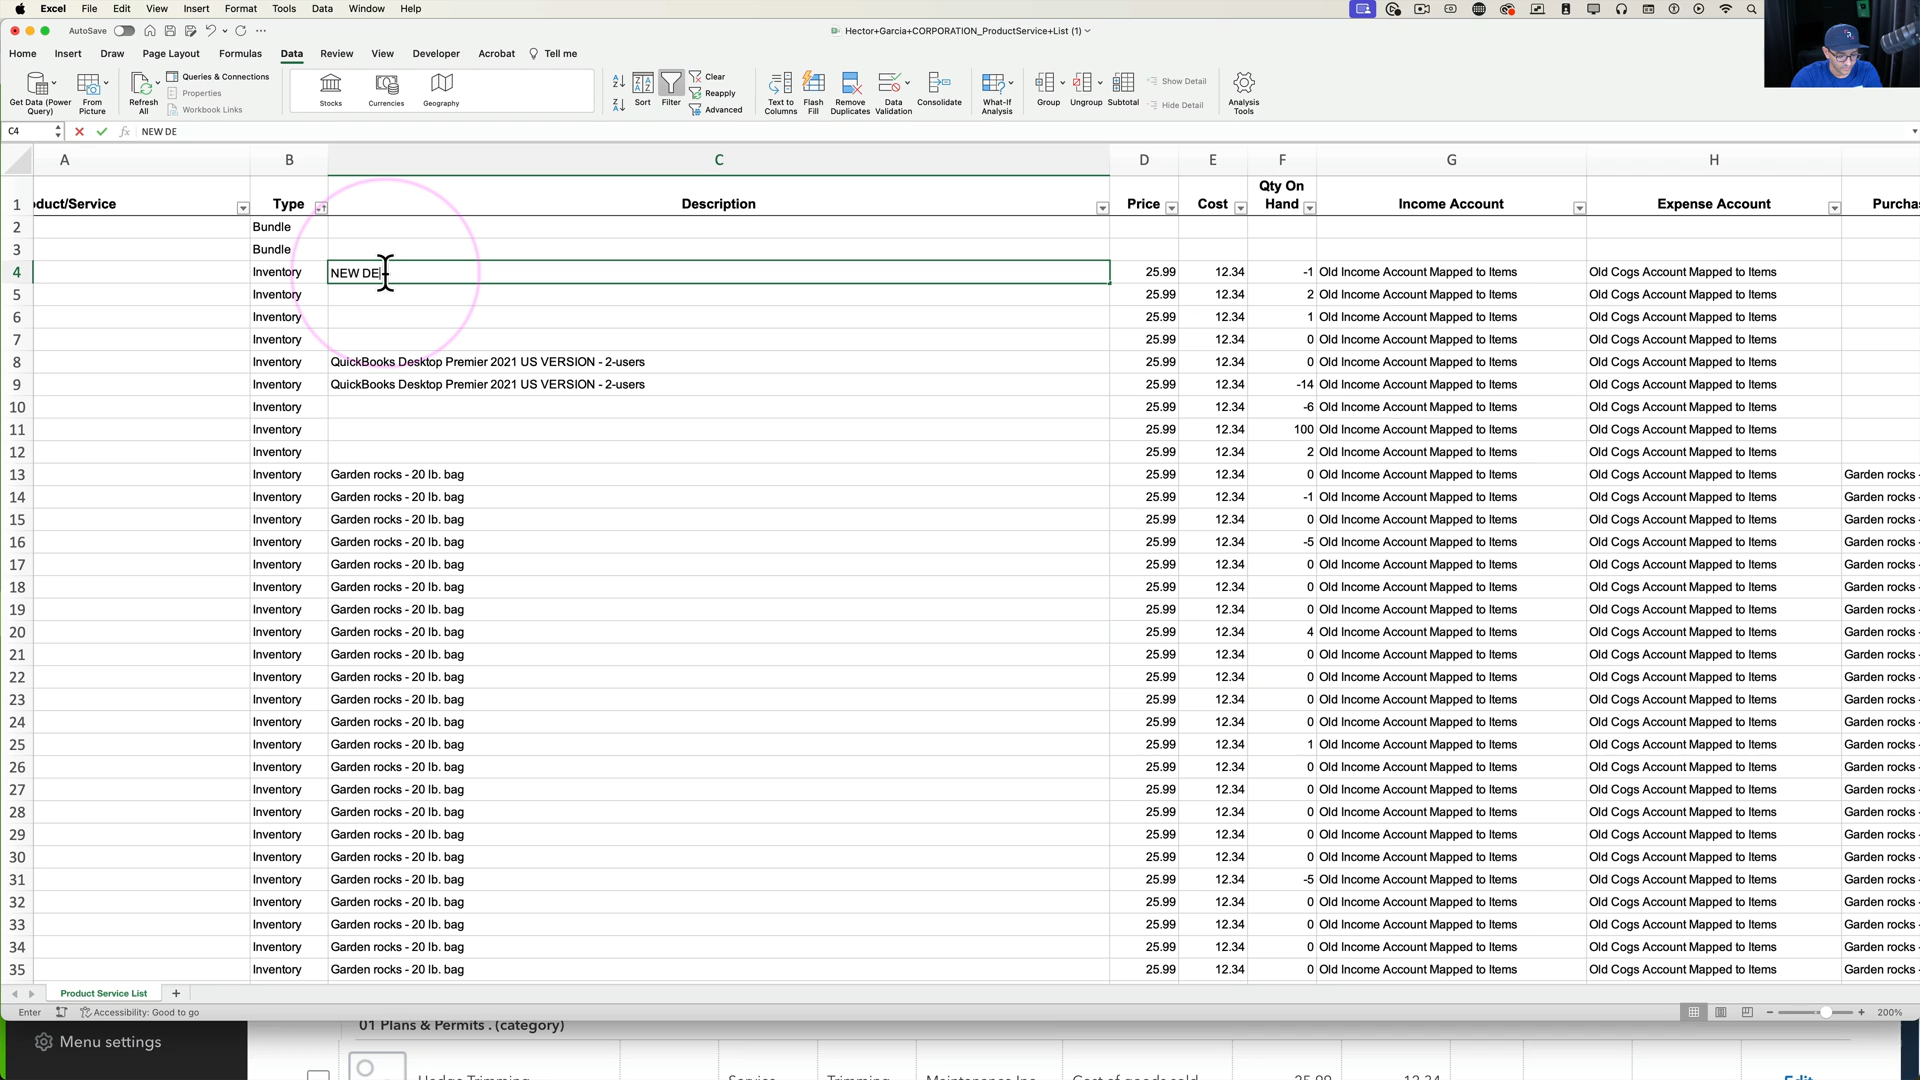 Excel File Edit View Insert Format Tools Data Window Help
AutoSave Hector+Garcia+CORPORATION_ProductService+List (1)
Home Insert Draw Page Layout Formulas Data Review View Developer Acrobat Tell me
Get Data (Power Query) From Picture Refresh All Queries & Connections Properties Workbook Links Stocks Currencies Geography Sort Filter Clear Reapply Advanced Text to Columns Flash Fill Remove Duplicates Data Validation Consolidate What-If Analysis Group Ungroup Subtotal Show Detail Hide Detail Analysis Tools
C4 fx NEW DE
A B C D E F G H
1 duct/Service Type Description Price Cost Qty On Hand Income Account Expense Account Purchas
2 Bundle
3 Bundle
4 Inventory NEW DE 25.99 12.34 -1 Old Income Account Mapped to Items Old Cogs Account Mapped to Items
5 Inventory 25.99 12.34 2 Old Income Account Mapped to Items Old Cogs Account Mapped to Items
6 Inventory 25.99 12.34 1 Old Income Account Mapped to Items Old Cogs Account Mapped to Items
7 Inventory 25.99 12.34 0 Old Income Account Mapped to Items Old Cogs Account Mapped to Items
8 Inventory QuickBooks Desktop Premier 2021 US VERSION - 2-users 25.99 12.34 0 Old Income Account Mapped to Items Old Cogs Account Mapped to Items
9 Inventory QuickBooks Desktop Premier 2021 US VERSION - 2-users 25.99 12.34 -14 Old Income Account Mapped to Items Old Cogs Account Mapped to Items
10 Inventory 25.99 12.34 -6 Old Income Account Mapped to Items Old Cogs Account Mapped to Items
11 Inventory 25.99 12.34 100 Old Income Account Mapped to Items Old Cogs Account Mapped to Items
12 Inventory 25.99 12.34 2 Old Income Account Mapped to Items Old Cogs Account Mapped to Items
13 Inventory Garden rocks - 20 lb. bag 25.99 12.34 0 Old Income Account Mapped to Items Old Cogs Account Mapped to Items Garden rocks -
14 Inventory Garden rocks - 20 lb. bag 25.99 12.34 -1 Old Income Account Mapped to Items Old Cogs Account Mapped to Items Garden rocks -
15 Inventory Garden rocks - 20 lb. bag 25.99 12.34 0 Old Income Account Mapped to Items Old Cogs Account Mapped to Items Garden rocks -
16 Inventory Garden rocks - 20 lb. bag 25.99 12.34 -5 Old Income Account Mapped to Items Old Cogs Account Mapped to Items Garden rocks -
17 Inventory Garden rocks - 20 lb. bag 25.99 12.34 0 Old Income Account Mapped to Items Old Cogs Account Mapped to Items Garden rocks -
18 Inventory Garden rocks - 20 lb. bag 25.99 12.34 0 Old Income Account Mapped to Items Old Cogs Account Mapped to Items Garden rocks -
19 Inventory Garden rocks - 20 lb. bag 25.99 12.34 0 Old Income Account Mapped to Items Old Cogs Account Mapped to Items Garden rocks -
20 Inventory Garden rocks - 20 lb. bag 25.99 12.34 4 Old Income Account Mapped to Items Old Cogs Account Mapped to Items Garden rocks -
21 Inventory Garden rocks - 20 lb. bag 25.99 12.34 0 Old Income Account Mapped to Items Old Cogs Account Mapped to Items Garden rocks -
22 Inventory Garden rocks - 20 lb. bag 25.99 12.34 0 Old Income Account Mapped to Items Old Cogs Account Mapped to Items Garden rocks -
23 Inventory Garden rocks - 20 lb. bag 25.99 12.34 0 Old Income Account Mapped to Items Old Cogs Account Mapped to Items Garden rocks -
24 Inventory Garden rocks - 20 lb. bag 25.99 12.34 0 Old Income Account Mapped to Items Old Cogs Account Mapped to Items Garden rocks -
25 Inventory Garden rocks - 20 lb. bag 25.99 12.34 1 Old Income Account Mapped to Items Old Cogs Account Mapped to Items Garden rocks -
26 Inventory Garden rocks - 20 lb. bag 25.99 12.34 0 Old Income Account Mapped to Items Old Cogs Account Mapped to Items Garden rocks -
27 Inventory Garden rocks - 20 lb. bag 25.99 12.34 0 Old Income Account Mapped to Items Old Cogs Account Mapped to Items Garden rocks -
28 Inventory Garden rocks - 20 lb. bag 25.99 12.34 0 Old Income Account Mapped to Items Old Cogs Account Mapped to Items Garden rocks -
29 Inventory Garden rocks - 20 lb. bag 25.99 12.34 0 Old Income Account Mapped to Items Old Cogs Account Mapped to Items Garden rocks -
30 Inventory Garden rocks - 20 lb. bag 25.99 12.34 0 Old Income Account Mapped to Items Old Cogs Account Mapped to Items Garden rocks -
31 Inventory Garden rocks - 20 lb. bag 25.99 12.34 -5 Old Income Account Mapped to Items Old Cogs Account Mapped to Items Garden rocks -
32 Inventory Garden rocks - 20 lb. bag 25.99 12.34 0 Old Income Account Mapped to Items Old Cogs Account Mapped to Items Garden rocks -
33 Inventory Garden rocks - 20 lb. bag 25.99 12.34 0 Old Income Account Mapped to Items Old Cogs Account Mapped to Items Garden rocks -
34 Inventory Garden rocks - 20 lb. bag 25.99 12.34 0 Old Income Account Mapped to Items Old Cogs Account Mapped to Items Garden rocks -
35 Inventory Garden rocks - 20 lb. bag 25.99 12.34 0 Old Income Account Mapped to Items Old Cogs Account Mapped to Items Garden rocks -
Product Service List +
Enter Accessibility: Good to go 200%
01 Plans & Permits . (category)
Menu settings
Hedge Trimming Service Trimming Maintenance Inc Cost of goods sold 25.99 12.34 Edit